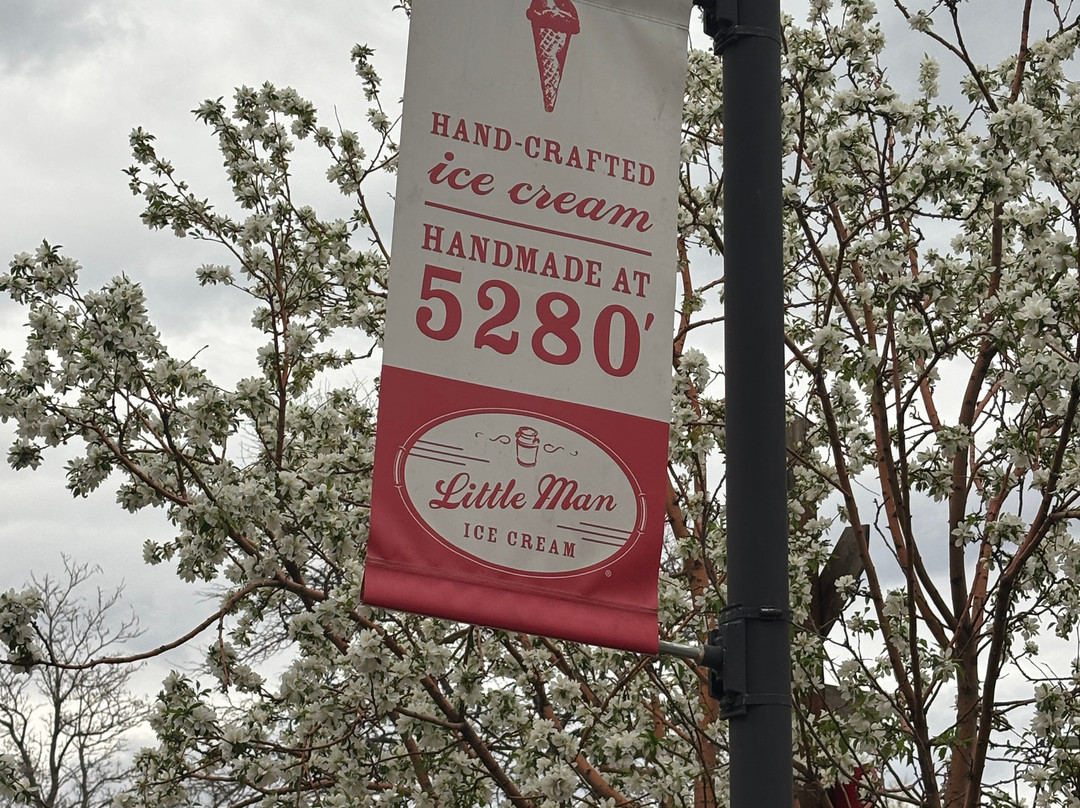 HAND-CRAFTED
ice cream
HANDMADE AT
5280'
Little Man
ICE CREAM
®